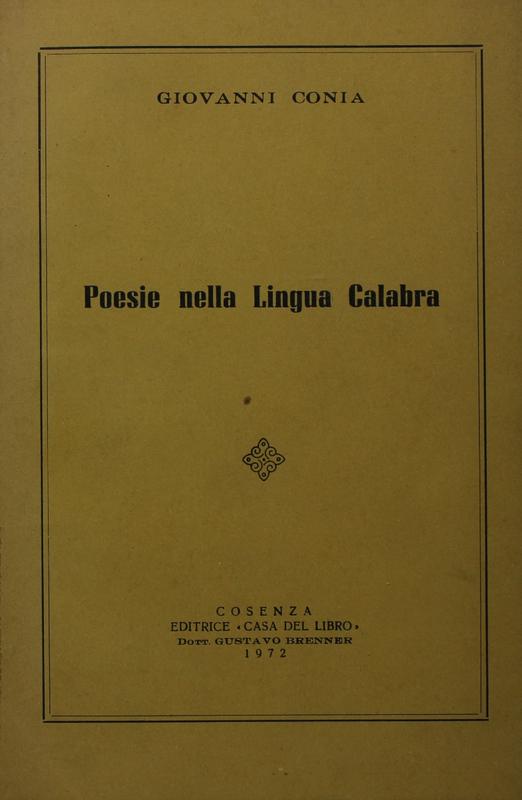 GIOVANNI CONIA
Poesie nella Lingua Calabra
COSENZA
EDITRICE «CASA DEL LIBRO»
DOTT. GUSTAVO BRENNER
1972